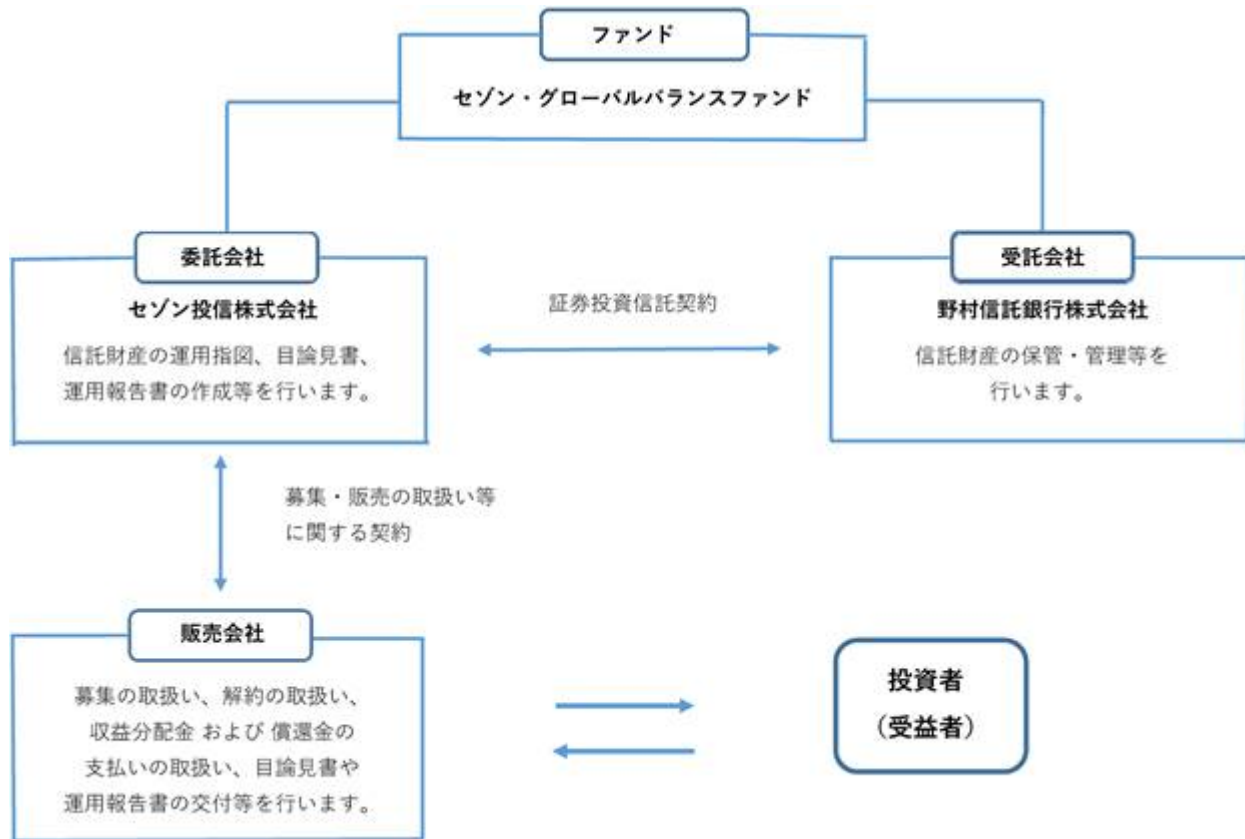 ファンド
セゾン・グローバルバランスファンド
委託会社
セゾン投信株式会社
信託財産の運用指図、目論見書、
運用報告書の作成等を行います。
証券投資信託契約
受託会社
野村信託銀行株式会社
信託財産の保管・管理等を
行います。
募集・販売の取扱い等
に関する契約
販売会社
募集の取扱い、解約の取扱い、
収益分配金 および 償還金の
支払いの取扱い、目論見書や
運用報告書の交付等を行います。
投資者
（受益者）